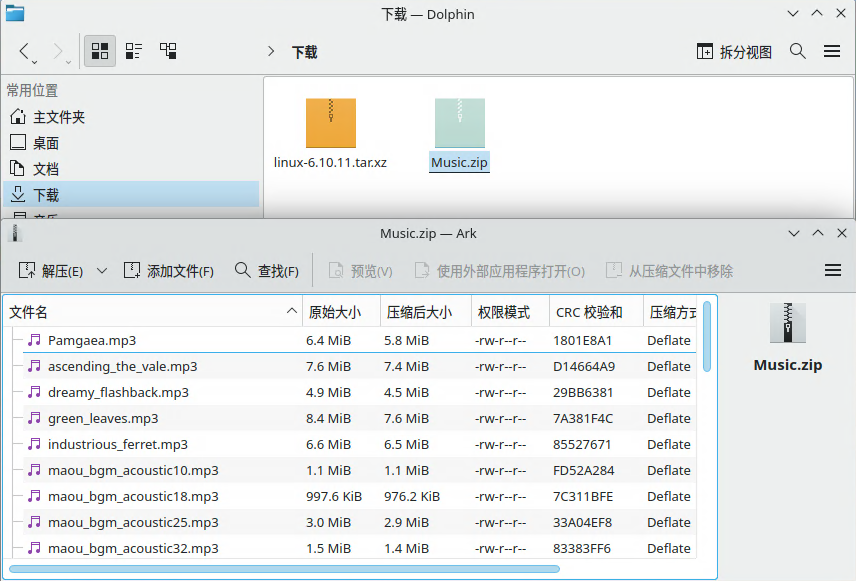 下载 — Dolphin
下载
拆分视图
常用位置
主文件夹
桌面
文档
下载
linux-6.10.11.tar.xz
Music.zip
Music.zip — Ark
解压(E) 添加文件(F) 查找(F) 预览(V) 使用外部应用程序打开(O) 从压缩文件中移除
文件名 原始大小 压缩后大小 权限模式 CRC 校验和 压缩方式
Pamgaea.mp3 6.4 MiB 5.8 MiB -rw-r--r-- 1801E8A1 Deflate
ascending_the_vale.mp3 7.6 MiB 7.4 MiB -rw-r--r-- D14664A9 Deflate
dreamy_flashback.mp3 4.9 MiB 4.5 MiB -rw-r--r-- 29BB6381 Deflate
green_leaves.mp3 8.4 MiB 7.6 MiB -rw-r--r-- 7A381F4C Deflate
industrious_ferret.mp3 6.6 MiB 6.5 MiB -rw-r--r-- 85527671 Deflate
maou_bgm_acoustic10.mp3 1.1 MiB 1.1 MiB -rw-r--r-- FD52A284 Deflate
maou_bgm_acoustic18.mp3 997.6 KiB 976.2 KiB -rw-r--r-- 7C311BFE Deflate
maou_bgm_acoustic25.mp3 3.0 MiB 2.9 MiB -rw-r--r-- 33A04EF8 Deflate
maou_bgm_acoustic32.mp3 1.5 MiB 1.4 MiB -rw-r--r-- 83383FF6 Deflate
Music.zip